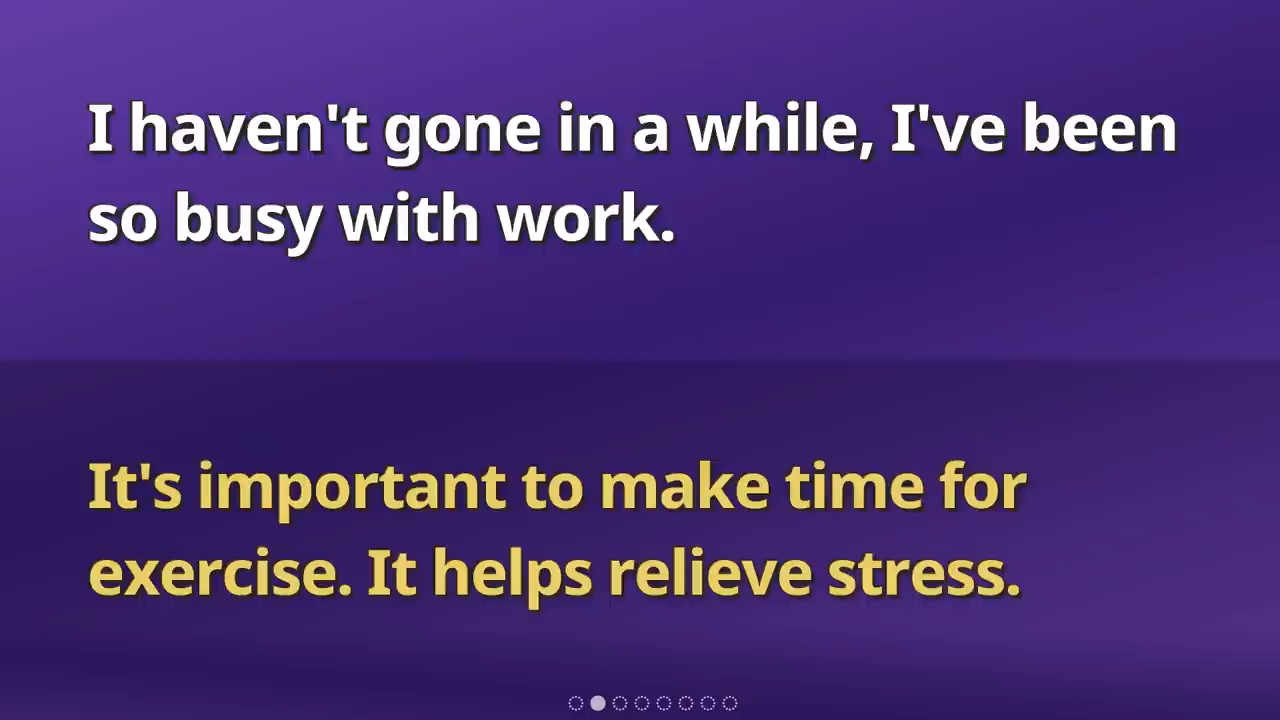 I haven't gone in a while, I've been
so busy with work.
It's important to make time for
exercise. It helps relieve stress.